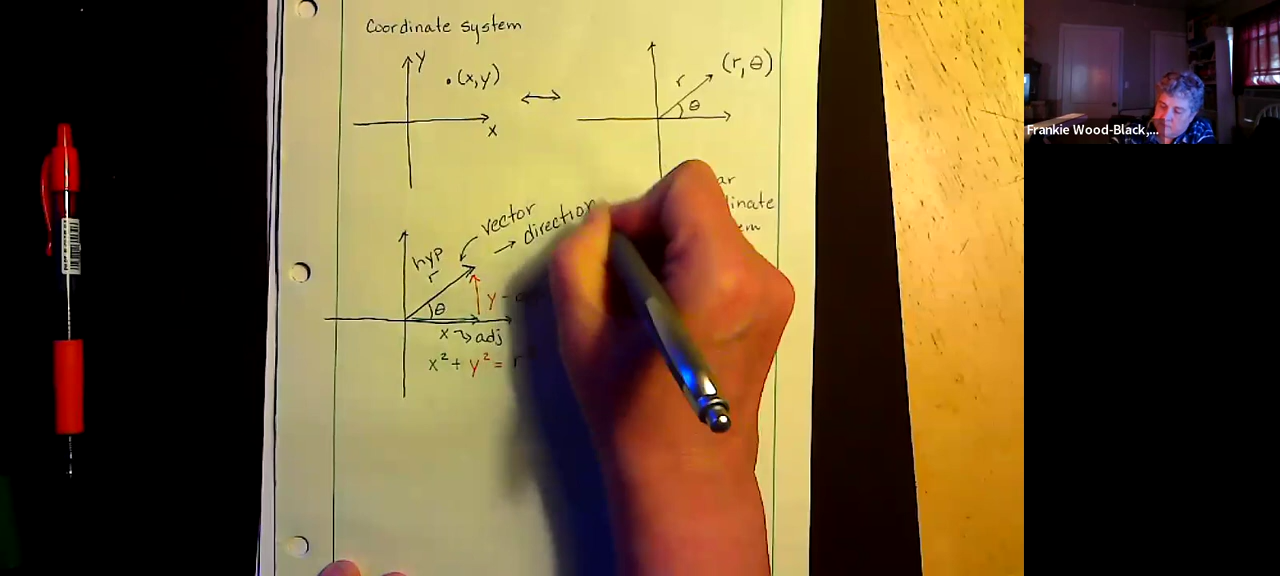 Coordinate system
y
(x,y)
x
(r, θ)
r
θ
vector
→ direction
hyp
r
θ
y -
x → adj
x² + y² = r
Frankie Wood-Black,...